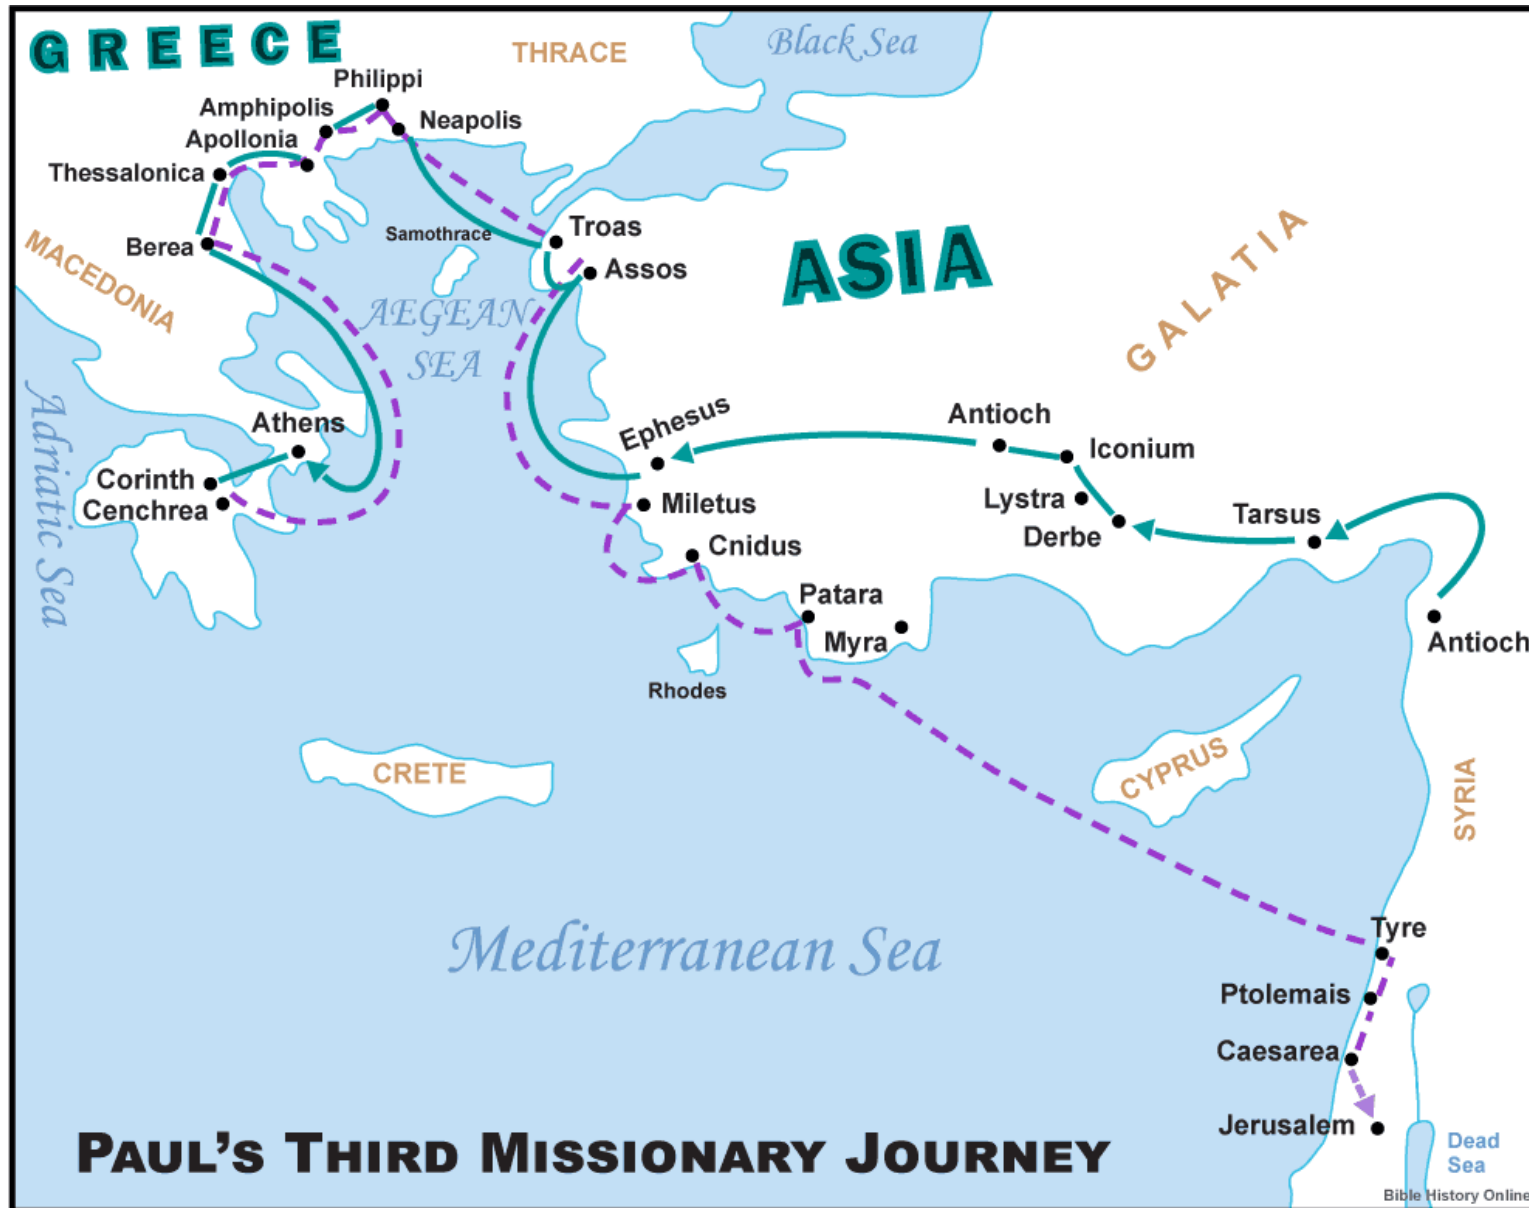 GREECE
THRACE
Black Sea
Philippi
Amphipolis
Neapolis
Apollonia
Thessalonica
Samothrace
Troas
Berea
Assos
MACEDONIA
ASIA
GALATIA
AEGEAN
SEA
Adriatic Sea
Athens
Ephesus
Antioch
Iconium
Corinth
Cenchrea
Miletus
Lystra
Derbe
Tarsus
Cnidus
Patara
Myra
Antioch
Rhodes
CRETE
CYPRUS
SYRIA
Mediterranean Sea
Tyre
Ptolemais
Caesarea
Jerusalem
Dead
Sea
PAUL'S THIRD MISSIONARY JOURNEY
Bible History Online